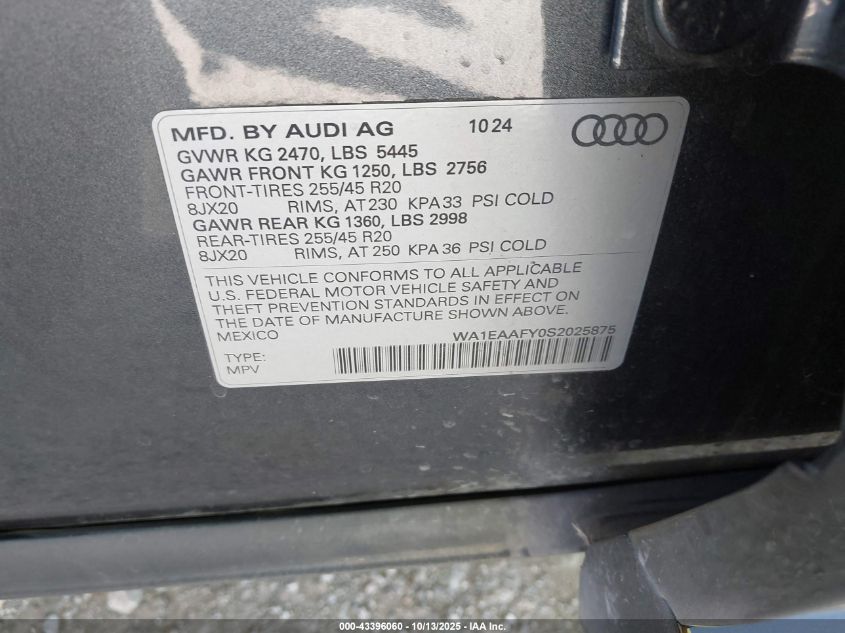 MFD. BY AUDI AG 10 24
GVWR KG 2470, LBS 5445
GAWR FRONT KG 1250, LBS 2756
FRONT-TIRES 255/45 R20
8JX20 RIMS, AT 230 KPA 33 PSI COLD
GAWR REAR KG 1360, LBS 2998
REAR-TIRES 255/45 R20
8JX20 RIMS, AT 250 KPA 36 PSI COLD
THIS VEHICLE CONFORMS TO ALL APPLICABLE
U.S. FEDERAL MOTOR VEHICLE SAFETY AND
THEFT PREVENTION STANDARDS IN EFFECT ON
THE DATE OF MANUFACTURE SHOWN ABOVE.
MEXICO WA1EAAFY0S2025875
TYPE:
MPV
000-43396060 - 10/13/2025 - IAA Inc.